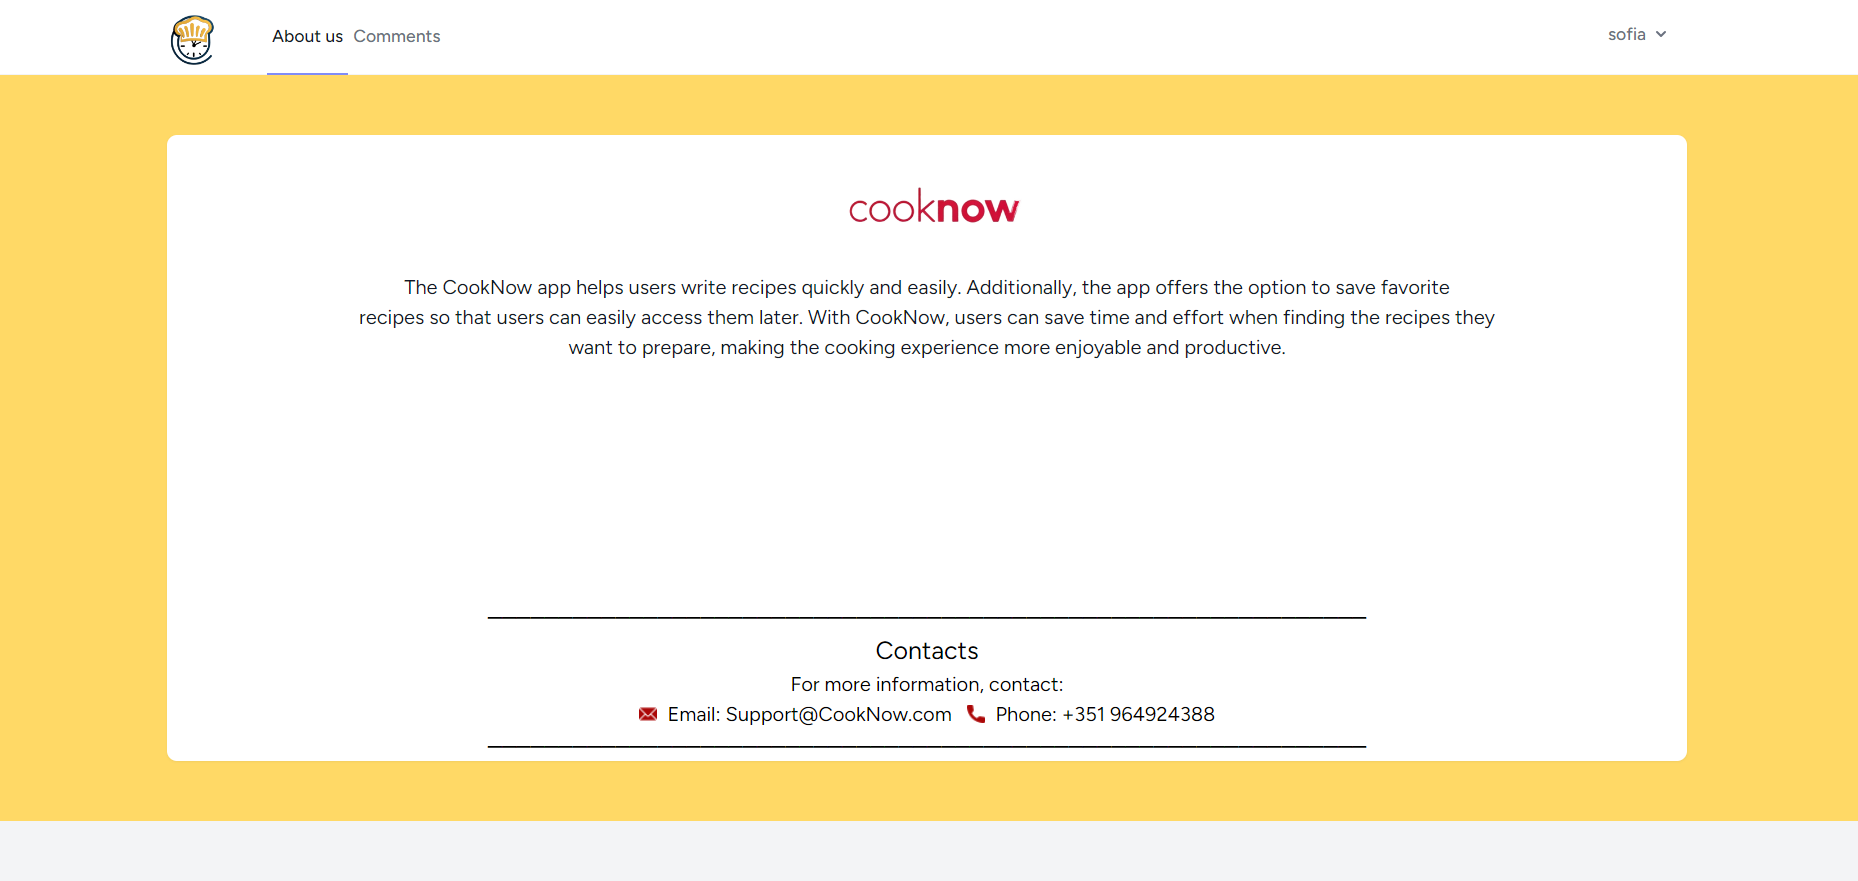 About us Comments
sofia
cooknow
The CookNow app helps users write recipes quickly and easily. Additionally, the app offers the option to save favorite
recipes so that users can easily access them later. With CookNow, users can save time and effort when finding the recipes they
want to prepare, making the cooking experience more enjoyable and productive.
Contacts
For more information, contact:
Email: Support@CookNow.com Phone: +351 964924388